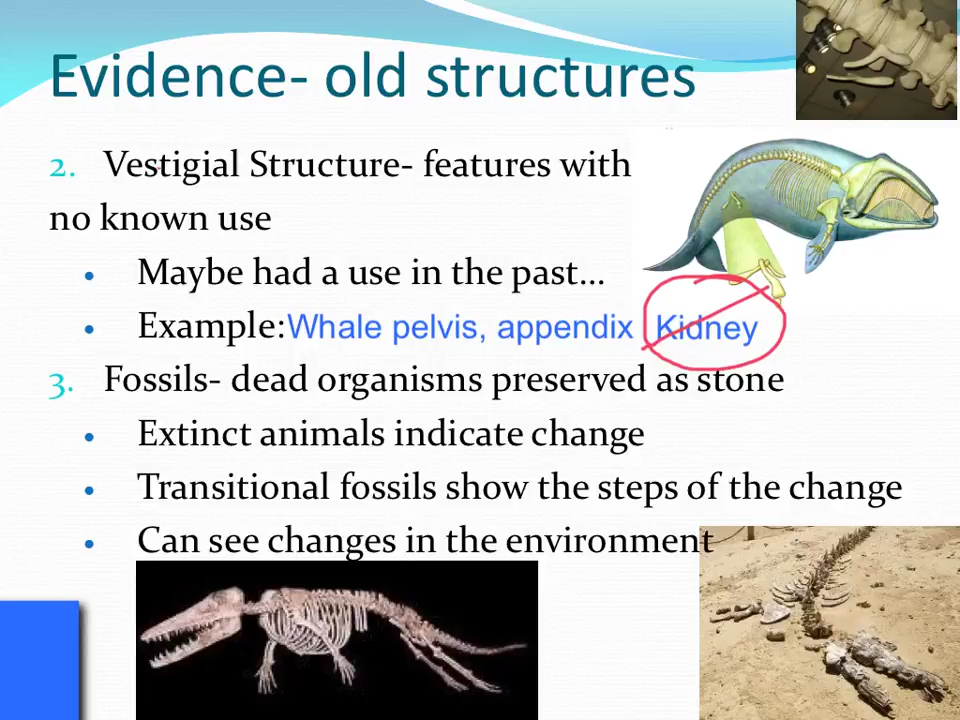 Evidence- old structures
2. Vestigial Structure- features with
no known use
• Maybe had a use in the past...
• Example:Whale pelvis, appendix Kidney
3. Fossils- dead organisms preserved as stone
• Extinct animals indicate change
• Transitional fossils show the steps of the change
• Can see changes in the environment